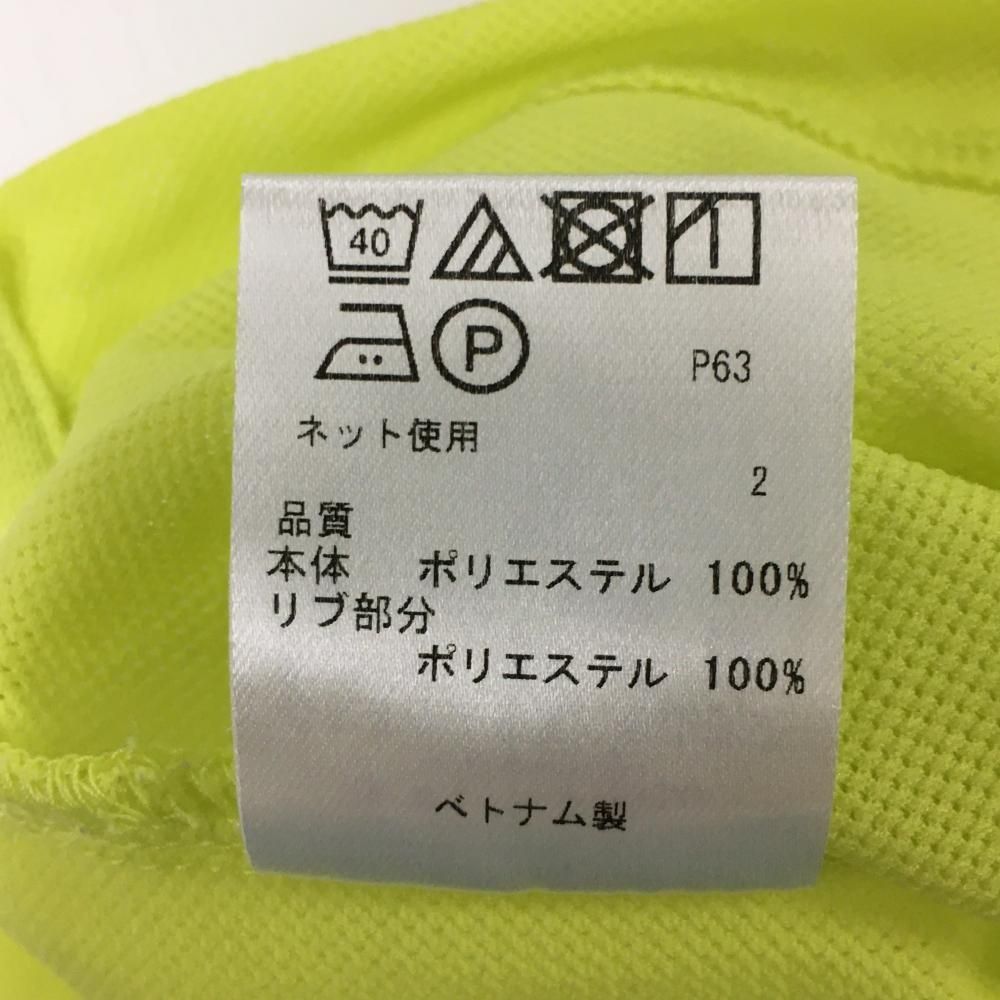 40
P
P63
ネット使用
2
品質
本体 ポリエステル 100%
リブ部分
ポリエステル 100%
ベトナム製